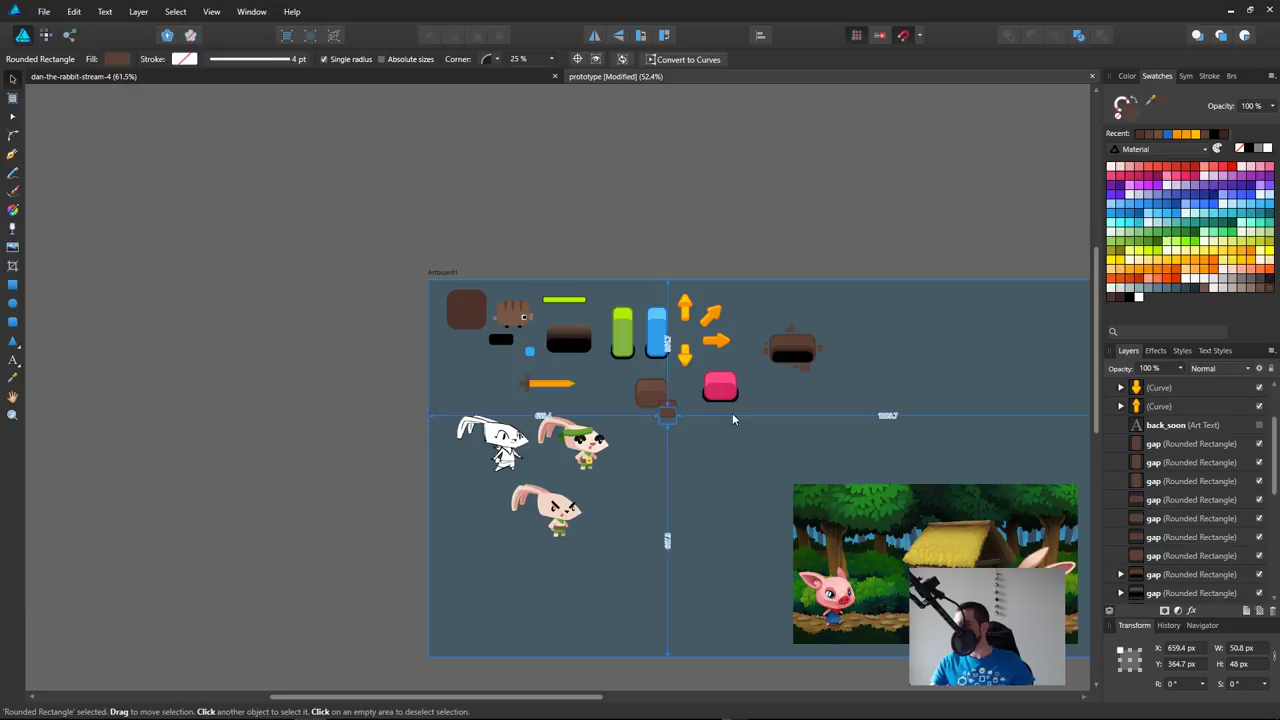 File Edit Text Layer Select View Window Help
Rounded Rectangle Fill: Stroke: 4 pt Single radius Absolute sizes Corner: 25 % Convert to Curves
dan-the-rabbit-stream-4 (61.5%) × prototype [Modified] (52.4%) ×
Color Swatches Sym Stroke Brs
Opacity: 100 %
Recent:
Material
Artboard1
Layers Effects Styles Text Styles
Opacity: 100 % Normal
(Curve)
(Curve)
A back_soon (Art Text)
gap (Rounded Rectangle)
gap (Rounded Rectangle)
gap (Rounded Rectangle)
gap (Rounded Rectangle)
gap (Rounded Rectangle)
gap (Rounded Rectangle)
gap (Rounded Rectangle)
gap (Rounded Rectangle)
gap (Rounded Rectangle)
Transform History Navigator
X: 659.4 px W: 50.8 px
Y: 364.7 px H: 48 px
R: 0 ° S: 0 °
'Rounded Rectangle' selected. Drag to move selection. Click another object to select it. Click on an empty area to deselect selection.